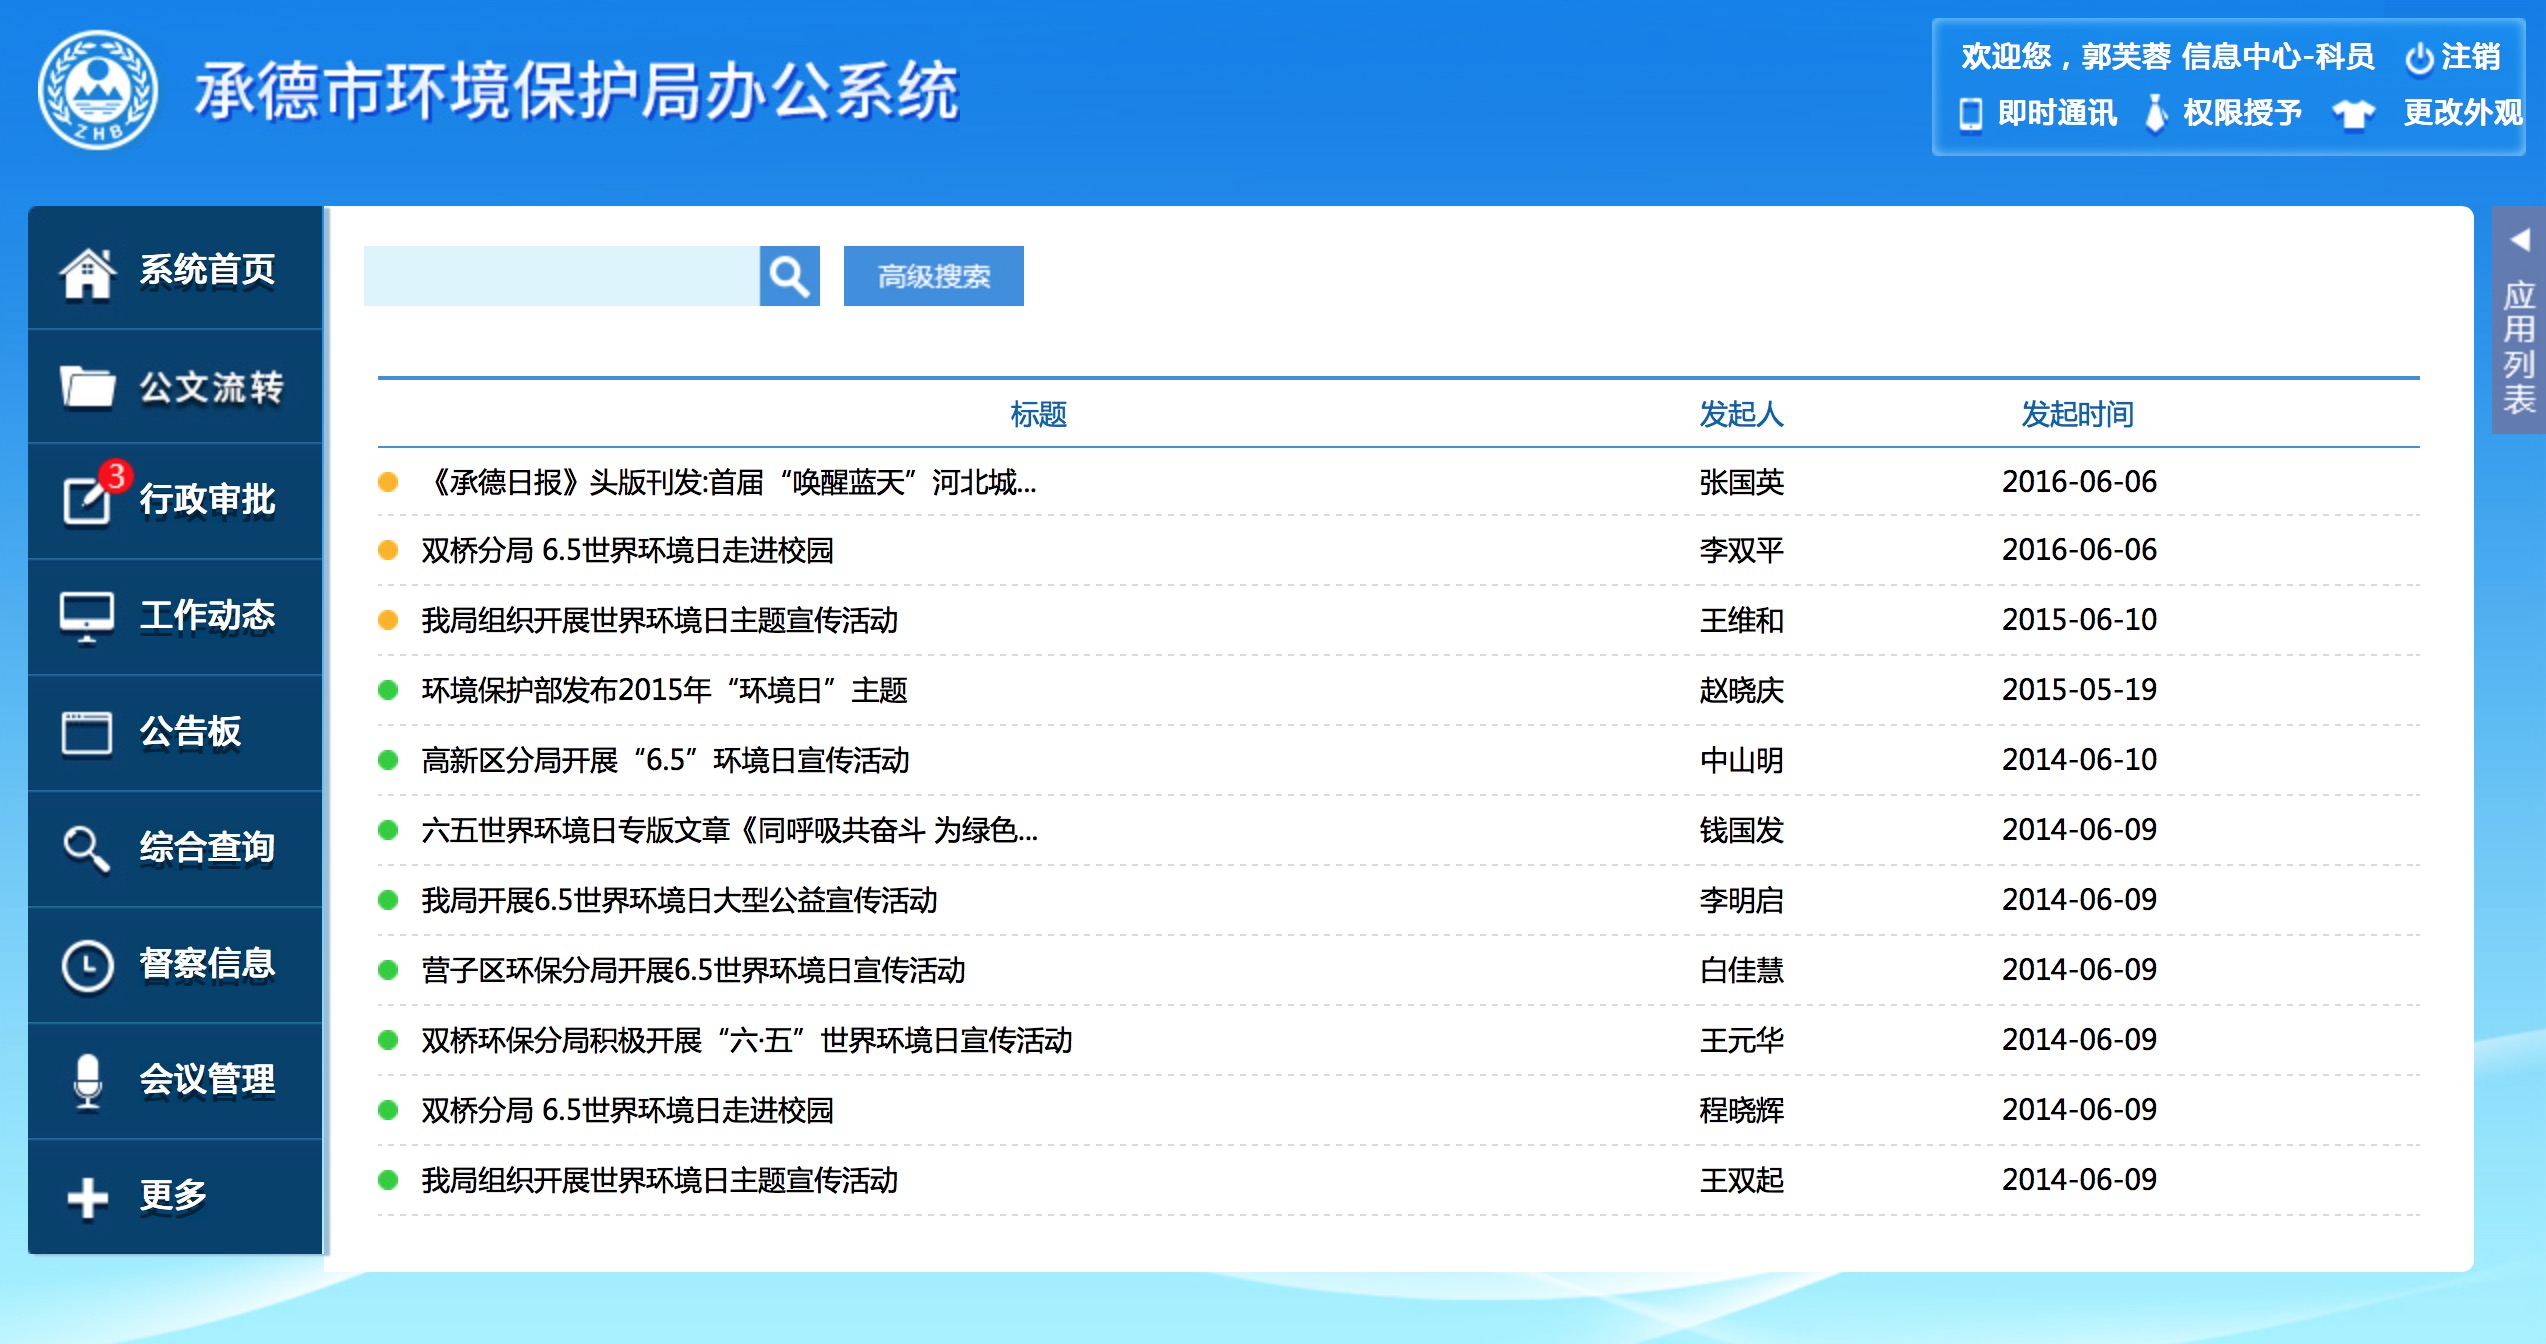 ZHB
承德市环境保护局办公系统
欢迎您，郭芙蓉 信息中心-科员 注销
即时通讯 权限授予 更改外观
系统首页
公文流转
3
行政审批
工作动态
公告板
综合查询
督察信息
会议管理
更多
高级搜索
标题 发起人 发起时间
《承德日报》头版刊发:首届“唤醒蓝天”河北城... 张国英 2016-06-06
双桥分局 6.5世界环境日走进校园 李双平 2016-06-06
我局组织开展世界环境日主题宣传活动 王维和 2015-06-10
环境保护部发布2015年“环境日”主题 赵晓庆 2015-05-19
高新区分局开展“6.5”环境日宣传活动 中山明 2014-06-10
六五世界环境日专版文章《同呼吸共奋斗 为绿色... 钱国发 2014-06-09
我局开展6.5世界环境日大型公益宣传活动 李明启 2014-06-09
营子区环保分局开展6.5世界环境日宣传活动 白佳慧 2014-06-09
双桥环保分局积极开展“六·五”世界环境日宣传活动 王元华 2014-06-09
双桥分局 6.5世界环境日走进校园 程晓辉 2014-06-09
我局组织开展世界环境日主题宣传活动 王双起 2014-06-09
应用列表